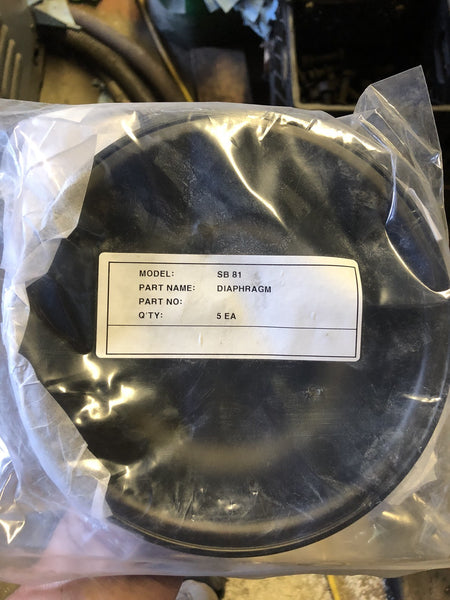 MODEL: SB 81
PART NAME: DIAPHRAGM
PART NO:
Q'TY: 5 EA